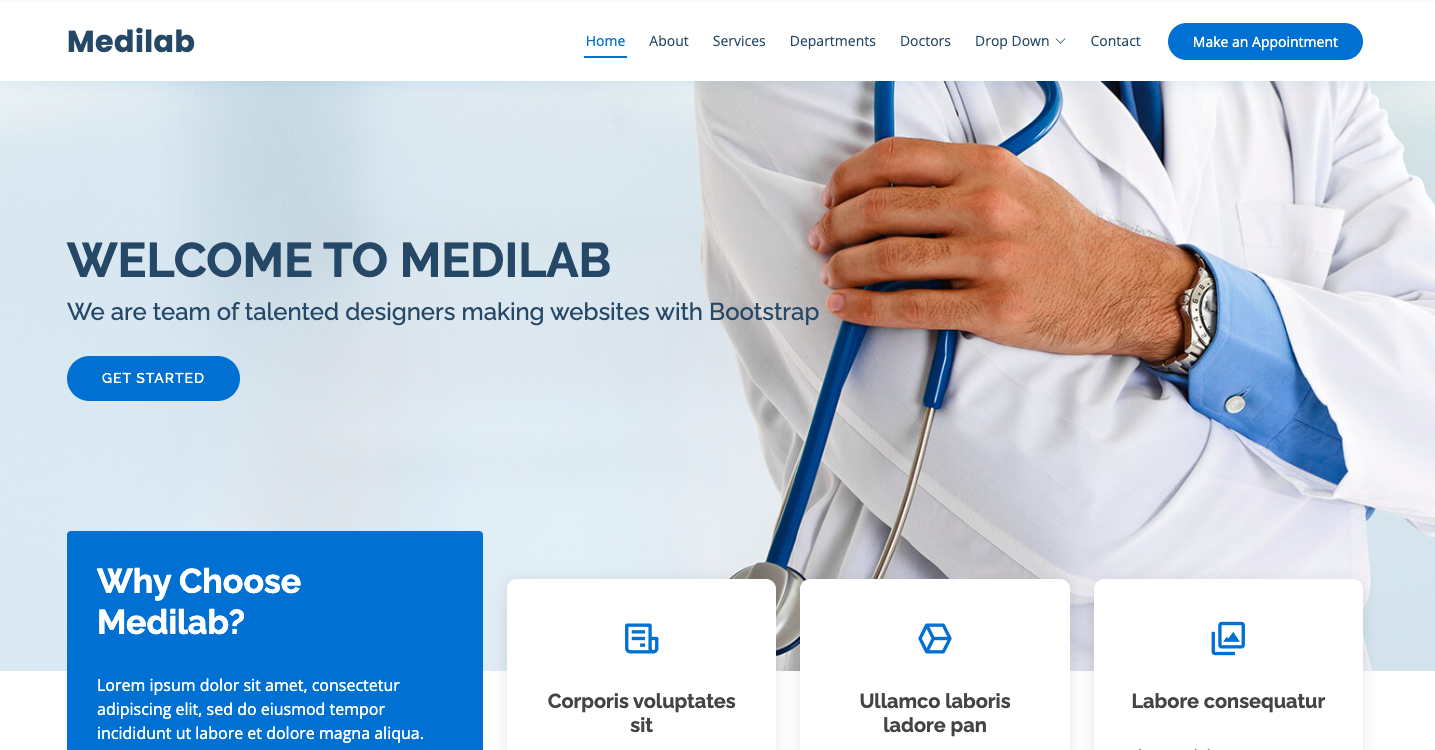 Medilab
Home
About
Services
Departments
Doctors
Drop Down
Contact
Make an Appointment
WELCOME TO MEDILAB
We are team of talented designers making websites with Bootstrap
GET STARTED
Why Choose
Medilab?
Lorem ipsum dolor sit amet, consectetur
adipiscing elit, sed do eiusmod tempor
incididunt ut labore et dolore magna aliqua.
Corporis voluptates
sit
Ullamco laboris
ladore pan
Labore consequatur